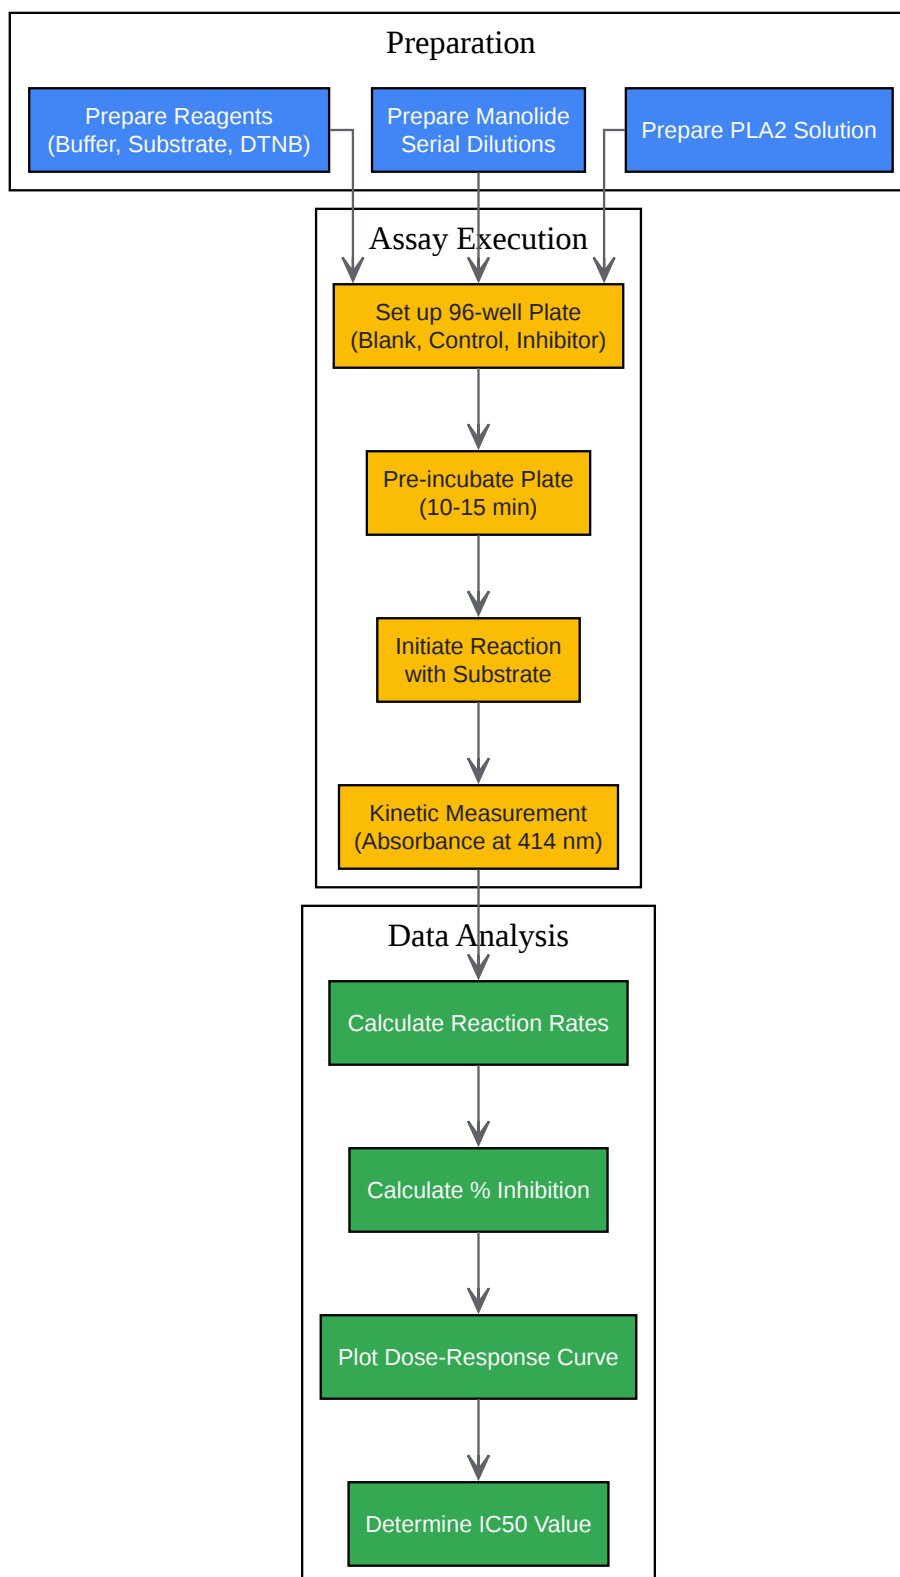 Preparation
Prepare Reagents
(Buffer, Substrate, DTNB)
Prepare Manolide
Serial Dilutions
Prepare PLA2 Solution
Assay Execution
Set up 96-well Plate
(Blank, Control, Inhibitor)
Pre-incubate Plate
(10-15 min)
Initiate Reaction
with Substrate
Kinetic Measurement
(Absorbance at 414 nm)
Data Analysis
Calculate Reaction Rates
Calculate % Inhibition
Plot Dose-Response Curve
Determine IC50 Value